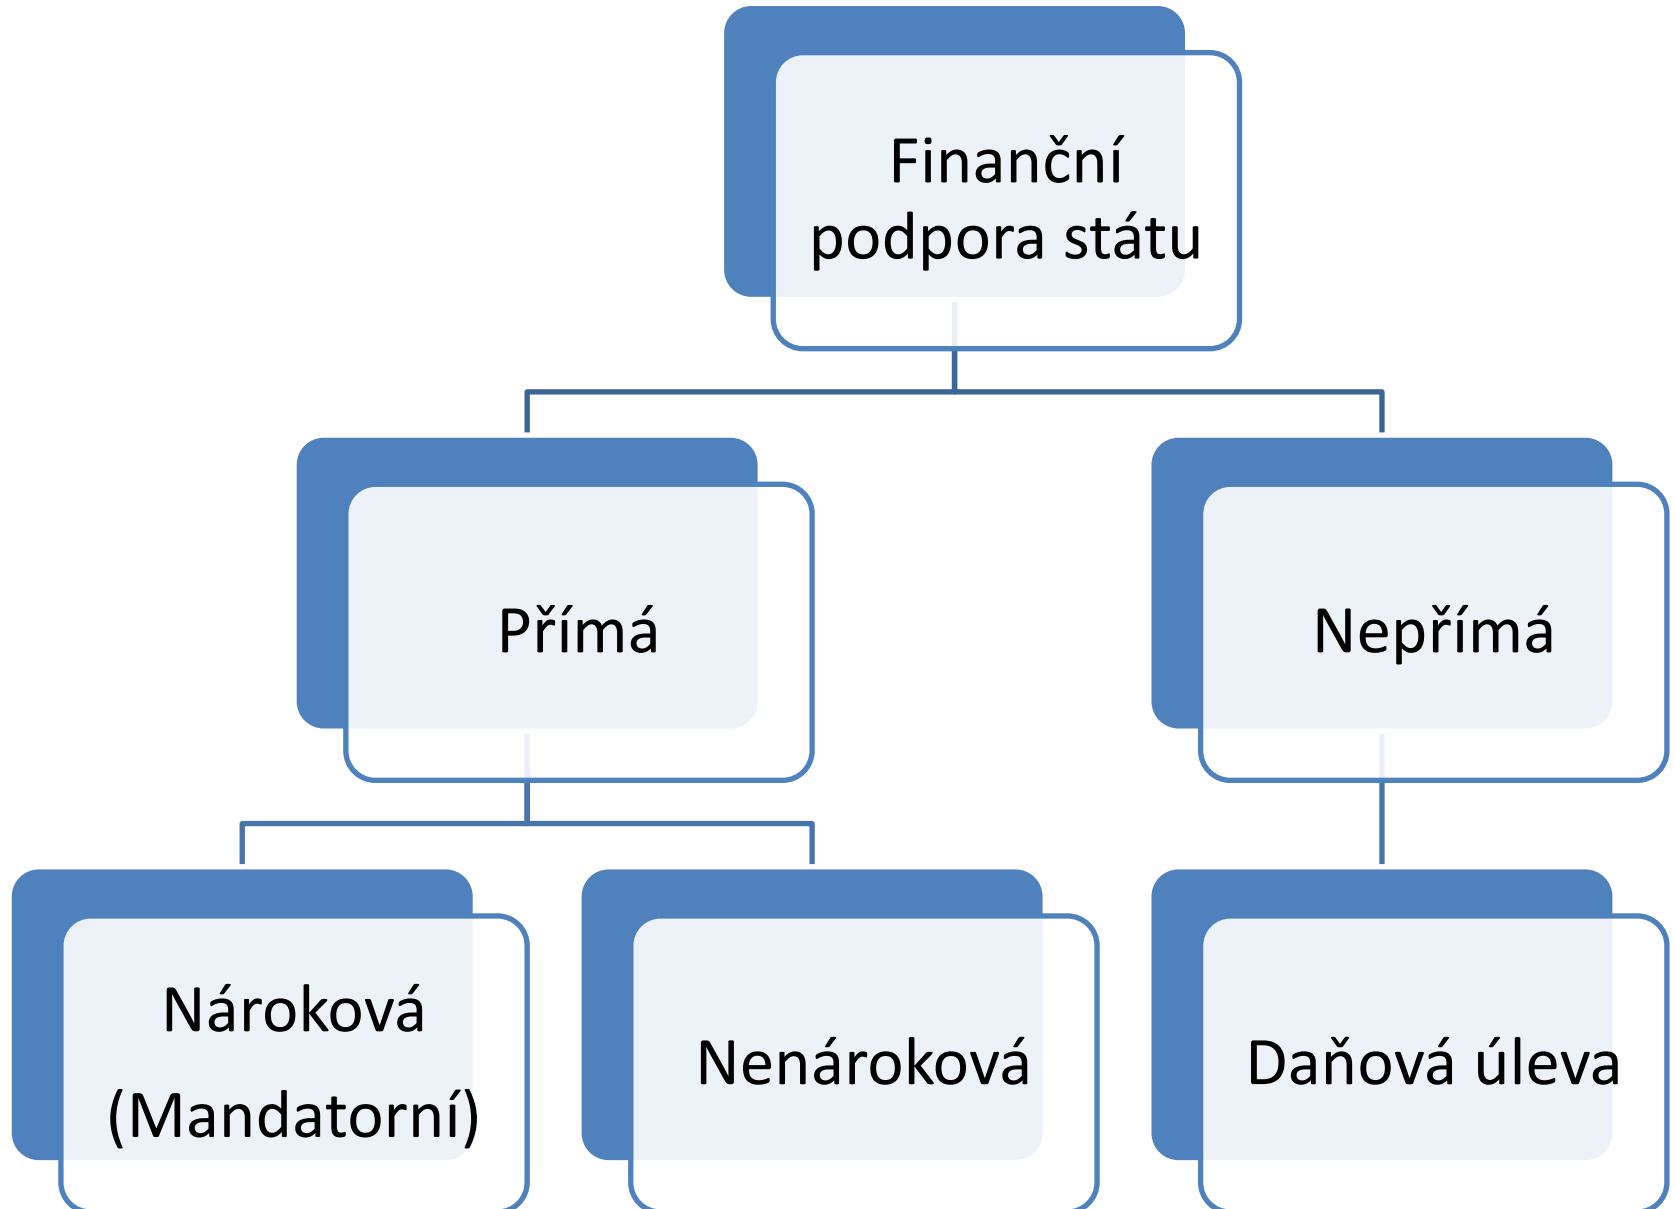 Finanční
podpora státu
Přímá
Nepřímá
Nároková
(Mandatorní)
Nenároková
Daňová úleva